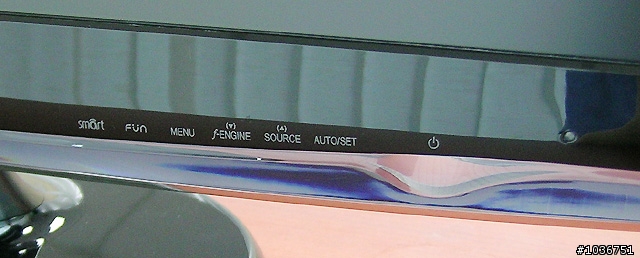 smart FUN MENU f-ENGINE SOURCE AUTO/SET
#1036751